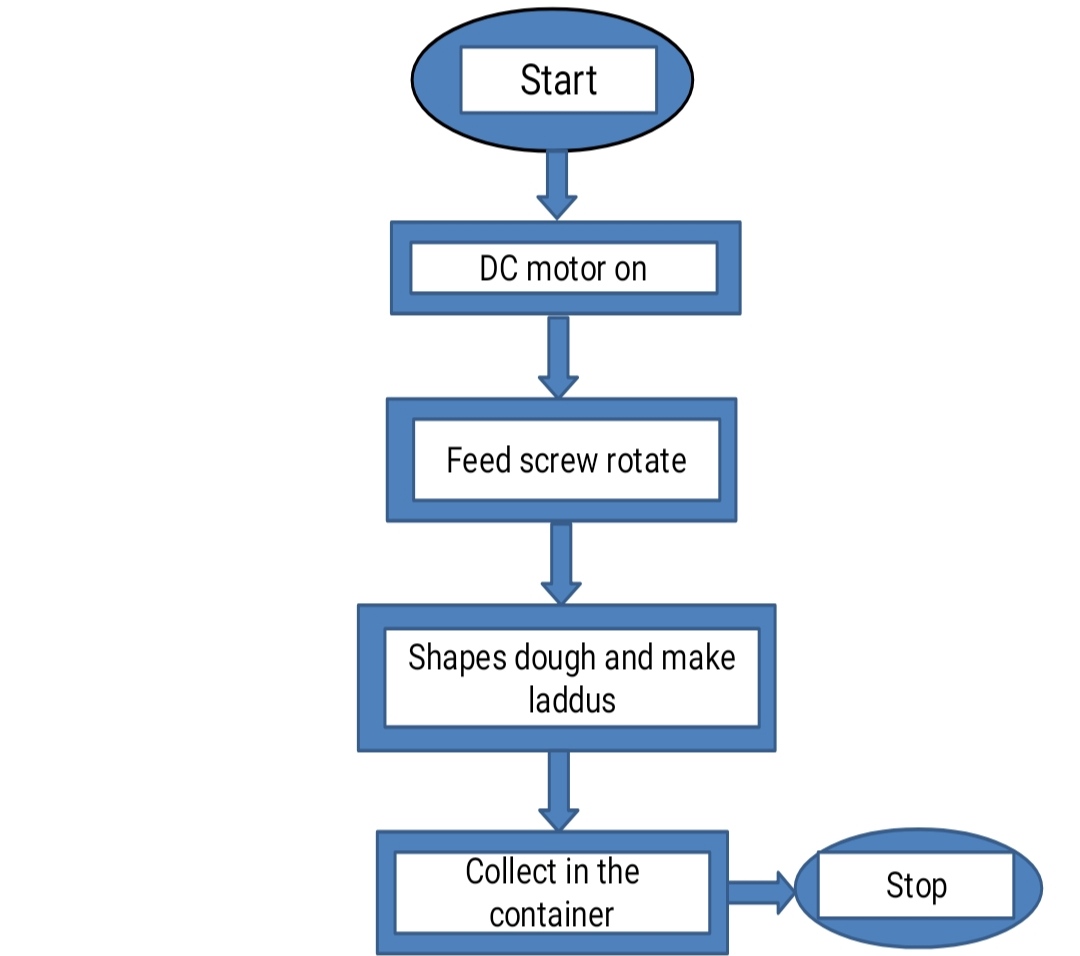 Start
DC motor on
Feed screw rotate
Shapes dough and make
laddus
Collect in the
container
Stop